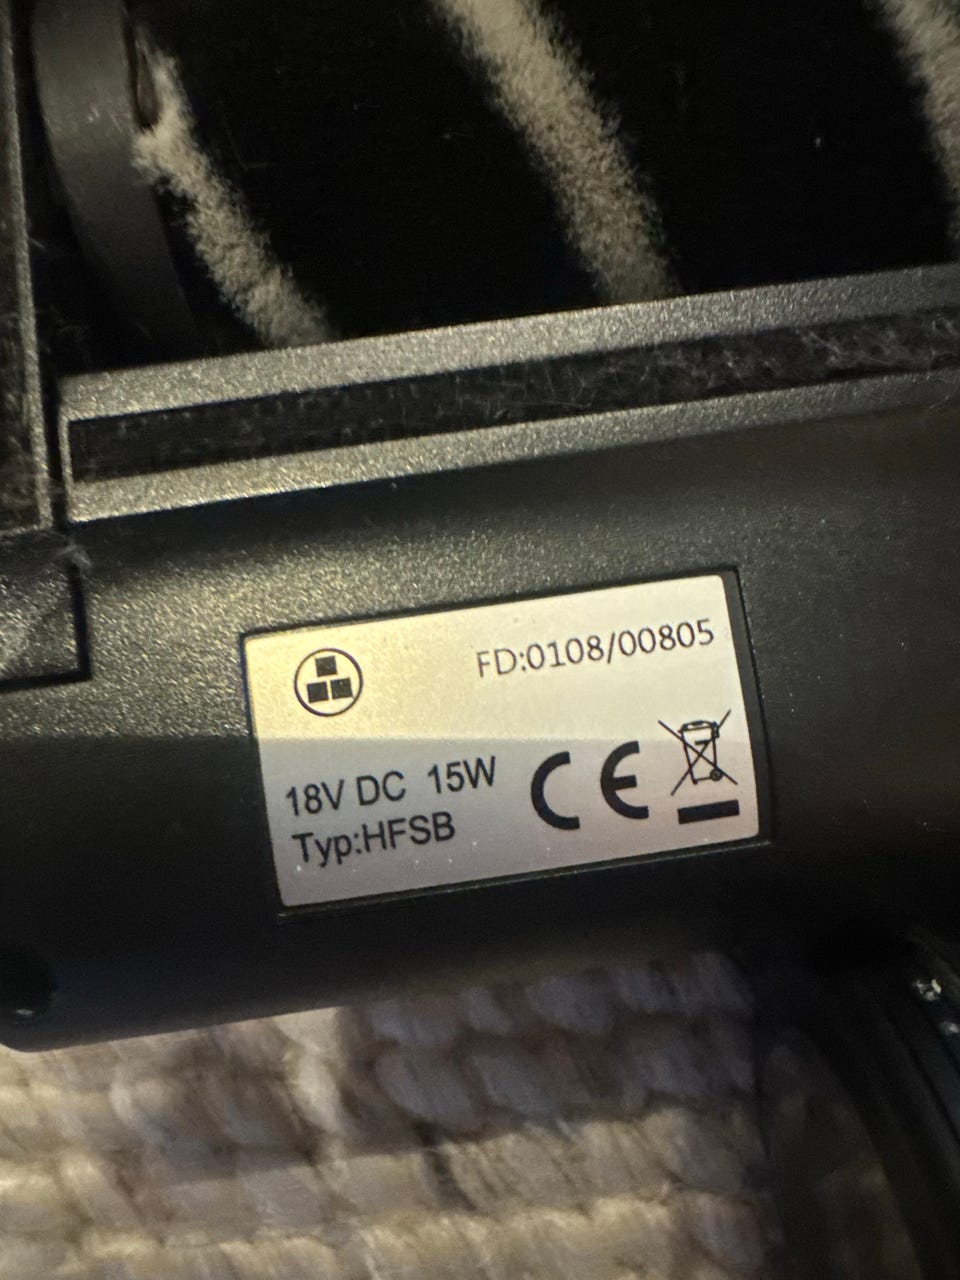 FD:0108/00805
18V DC 15W
Typ:HFSB
CE